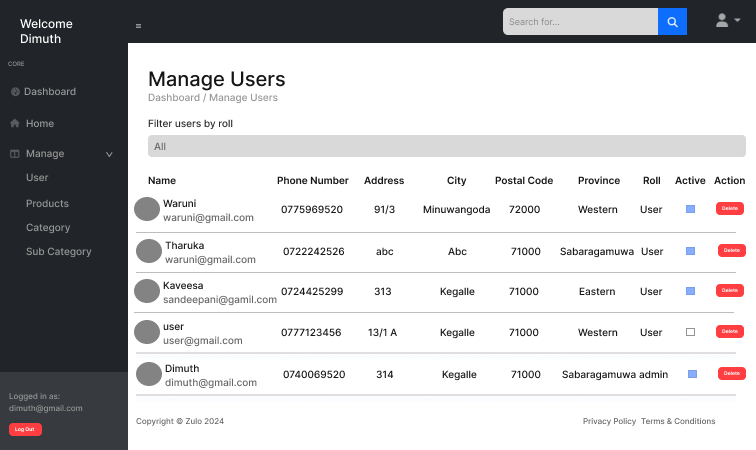 Welcome
Dimuth
Search for...
CORE
Dashboard
Home
Manage
User
Products
Category
Sub Category
Manage Users
Dashboard / Manage Users
Filter users by roll
All
Name Phone Number Address City Postal Code Province Roll Active Action
Waruni
waruni@gmail.com 0775969520 91/3 Minuwangoda 72000 Western User Delete
Tharuka
waruni@gmail.com 0722242526 abc Abc 71000 Sabaragamuwa User Delete
Kaveesa
sandeepani@gamil.com 0724425299 313 Kegalle 71000 Eastern User Delete
user
user@gmail.com 0777123456 13/1 A Kegalle 71000 Western User Delete
Dimuth
dimuth@gmail.com 0740069520 314 Kegalle 71000 Sabaragamuwa admin Delete
Logged in as:
dimuth@gmail.com
Log Out
Copyright © Zulo 2024 Privacy Policy Terms & Conditions